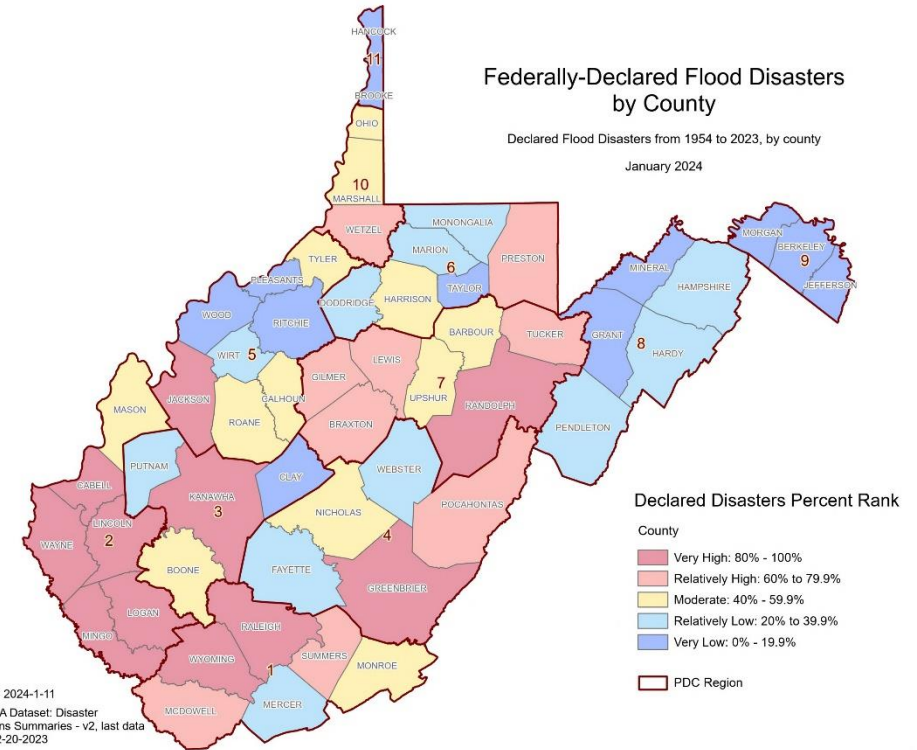 Federally-Declared Flood Disasters
by County
Declared Flood Disasters from 1954 to 2023, by county
January 2024
HANCOCK
11
BROOKE
OHIO
10
MARSHALL
WETZEL
MONONGALIA
MARION
6
PRESTON
TYLER
PLEASANTS
DODDRIDGE
HARRISON
TAYLOR
MORGAN
BERKELEY
9
JEFFERSON
MINERAL
HAMPSHIRE
WOOD
RITCHIE
BARBOUR
TUCKER
GRANT
8
HARDY
WIRT
5
GILMER
LEWIS
7
UPSHUR
RANDOLPH
JACKSON
CALHOUN
ROANE
BRAXTON
PENDLETON
MASON
PUTNAM
CLAY
WEBSTER
POCAHONTAS
CABELL
KANAWHA
3
NICHOLAS
4
LINCOLN
2
WAYNE
BOONE
FAYETTE
GREENBRIER
LOGAN
MINGO
RALEIGH
WYOMING
1
SUMMERS
MONROE
MCDOWELL
MERCER
Declared Disasters Percent Rank
County
Very High: 80% - 100%
Relatively High: 60% to 79.9%
Moderate: 40% - 59.9%
Relatively Low: 20% to 39.9%
Very Low: 0% - 19.9%
PDC Region
2024-1-11
A Dataset: Disaster
ns Summaries - v2, last data
2-20-2023